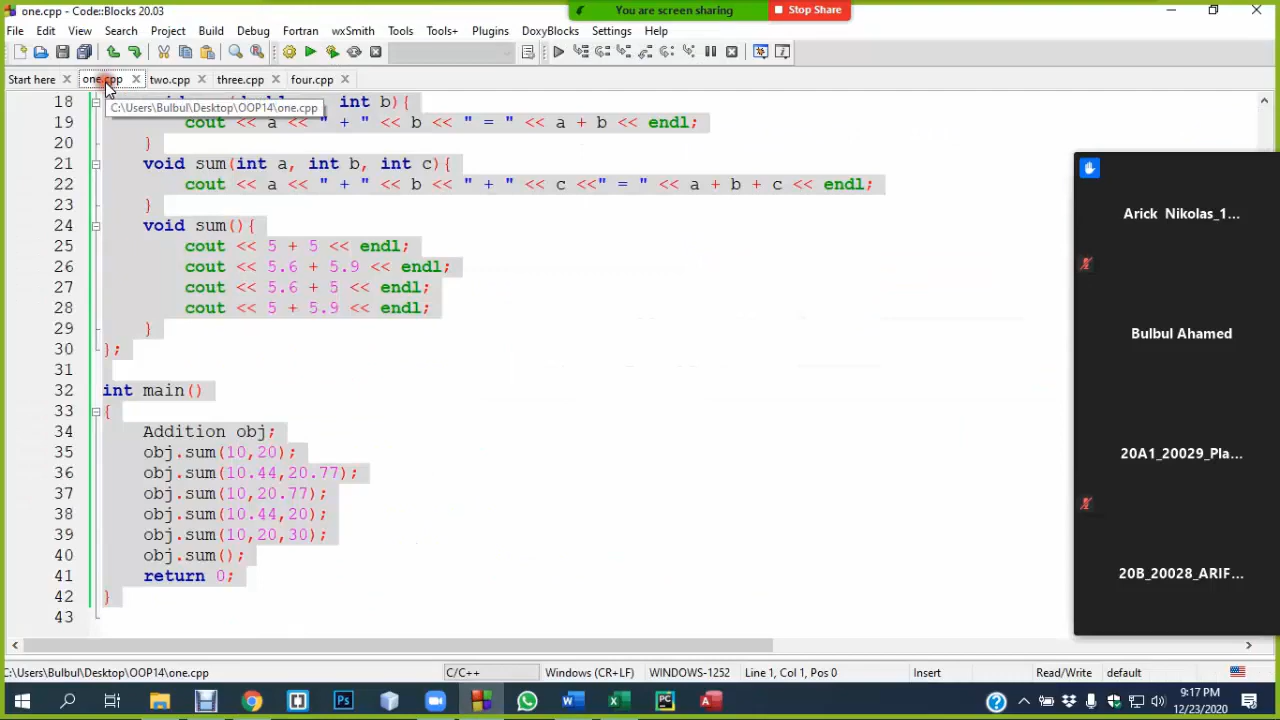 one.cpp - Code::Blocks 20.03
You are screen sharing
Stop Share
File Edit View Search Project Build Debug Fortran wxSmith Tools Tools+ Plugins DoxyBlocks Settings Help
Start here one.cpp two.cpp three.cpp four.cpp
C:\Users\Bulbul\Desktop\OOP14\one.cpp
18 int b){
19 cout << a << " + " << b << " = " << a + b << endl;
20 }
21 void sum(int a, int b, int c){
22 cout << a << " + " << b << " + " << c <<" = " << a + b + c << endl;
23 }
24 void sum(){
25 cout << 5 + 5 << endl;
26 cout << 5.6 + 5.9 << endl;
27 cout << 5.6 + 5 << endl;
28 cout << 5 + 5.9 << endl;
29 }
30 };
31
32 int main()
33 {
34 Addition obj;
35 obj.sum(10,20);
36 obj.sum(10.44,20.77);
37 obj.sum(10,20.77);
38 obj.sum(10.44,20);
39 obj.sum(10,20,30);
40 obj.sum();
41 return 0;
42 }
43
Arick Nikolas_1...
Bulbul Ahamed
20A1_20029_Pla...
20B_20028_ARIF...
C:\Users\Bulbul\Desktop\OOP14\one.cpp C/C++ Windows (CR+LF) WINDOWS-1252 Line 1, Col 1, Pos 0 Insert Read/Write default
9:17 PM
12/23/2020